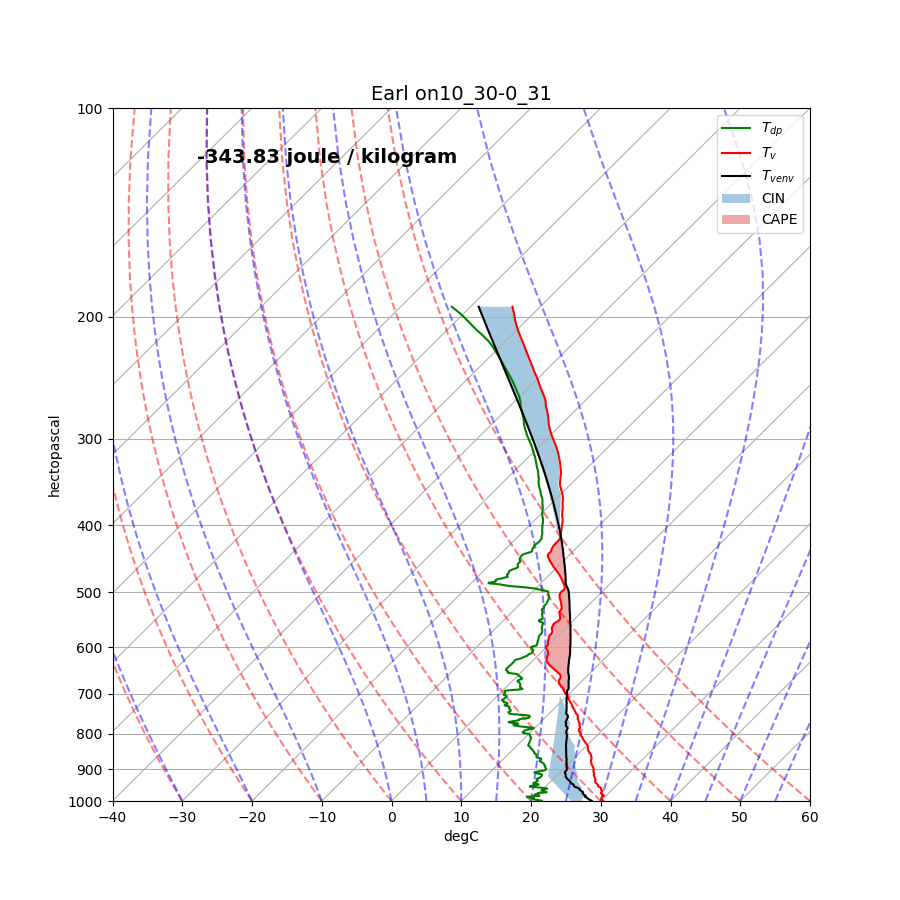 Earl on10_30-0_31
-343.83 joule / kilogram
T_dp
T_v
T_venv
CIN
CAPE
hectopascal
100
200
300
400
500
600
700
800
900
1000
−40 −30 −20 −10 0 10 20 30 40 50 60
degC